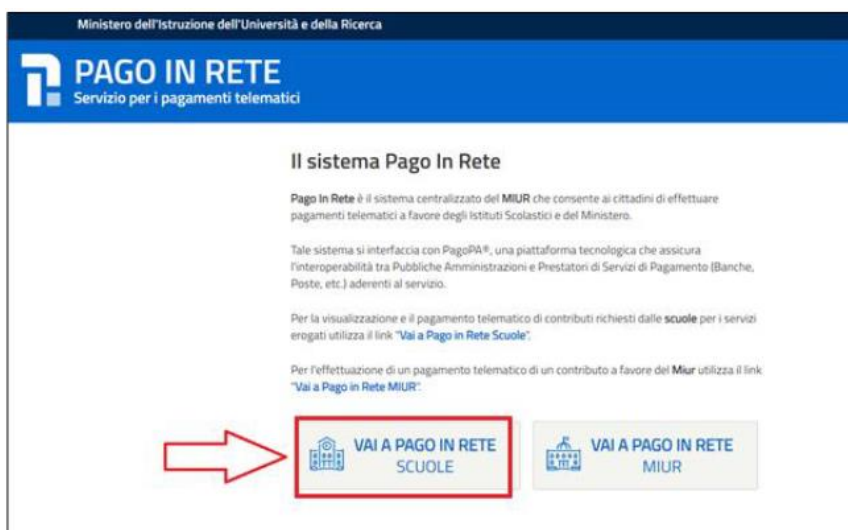 Ministero dell'Istruzione dell'Università e della Ricerca
PAGO IN RETE
Servizio per i pagamenti telematici
Il sistema Pago In Rete
Pago In Rete è il sistema centralizzato del MIUR che consente ai cittadini di effettuare
pagamenti telematici a favore degli Istituti Scolastici e del Ministero.
Tale sistema si interfaccia con PagoPA®, una piattaforma tecnologica che assicura
l'interoperabilità tra Pubbliche Amministrazioni e Prestatori di Servizi di Pagamento (Banche,
Poste, etc.) aderenti al servizio.
Per la visualizzazione e il pagamento telematico di contributi richiesti dalle scuole per i servizi
erogati utilizza il link "Vai a Pago in Rete Scuole".
Per l'effettuazione di un pagamento telematico di un contributo a favore del Miur utilizza il link
"Vai a Pago in Rete MIUR".
VAI A PAGO IN RETE
SCUOLE
VAI A PAGO IN RETE
MIUR